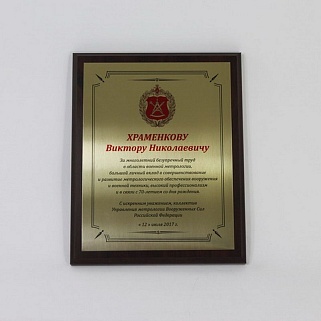 ХРАМЕНКОВУ
Виктору Николаевичу
За многолетний безупречный труд
в области военной метрологии,
большой личный вклад в совершенствование
и развитие метрологического обеспечения вооружения
и военной техники, высокий профессионализм
и в связи с 70-летием со дня рождения.
С искренним уважением, коллектив
Управления метрологии Вооруженных Сил
Российской Федерации
« 12 » июля 2017 г.